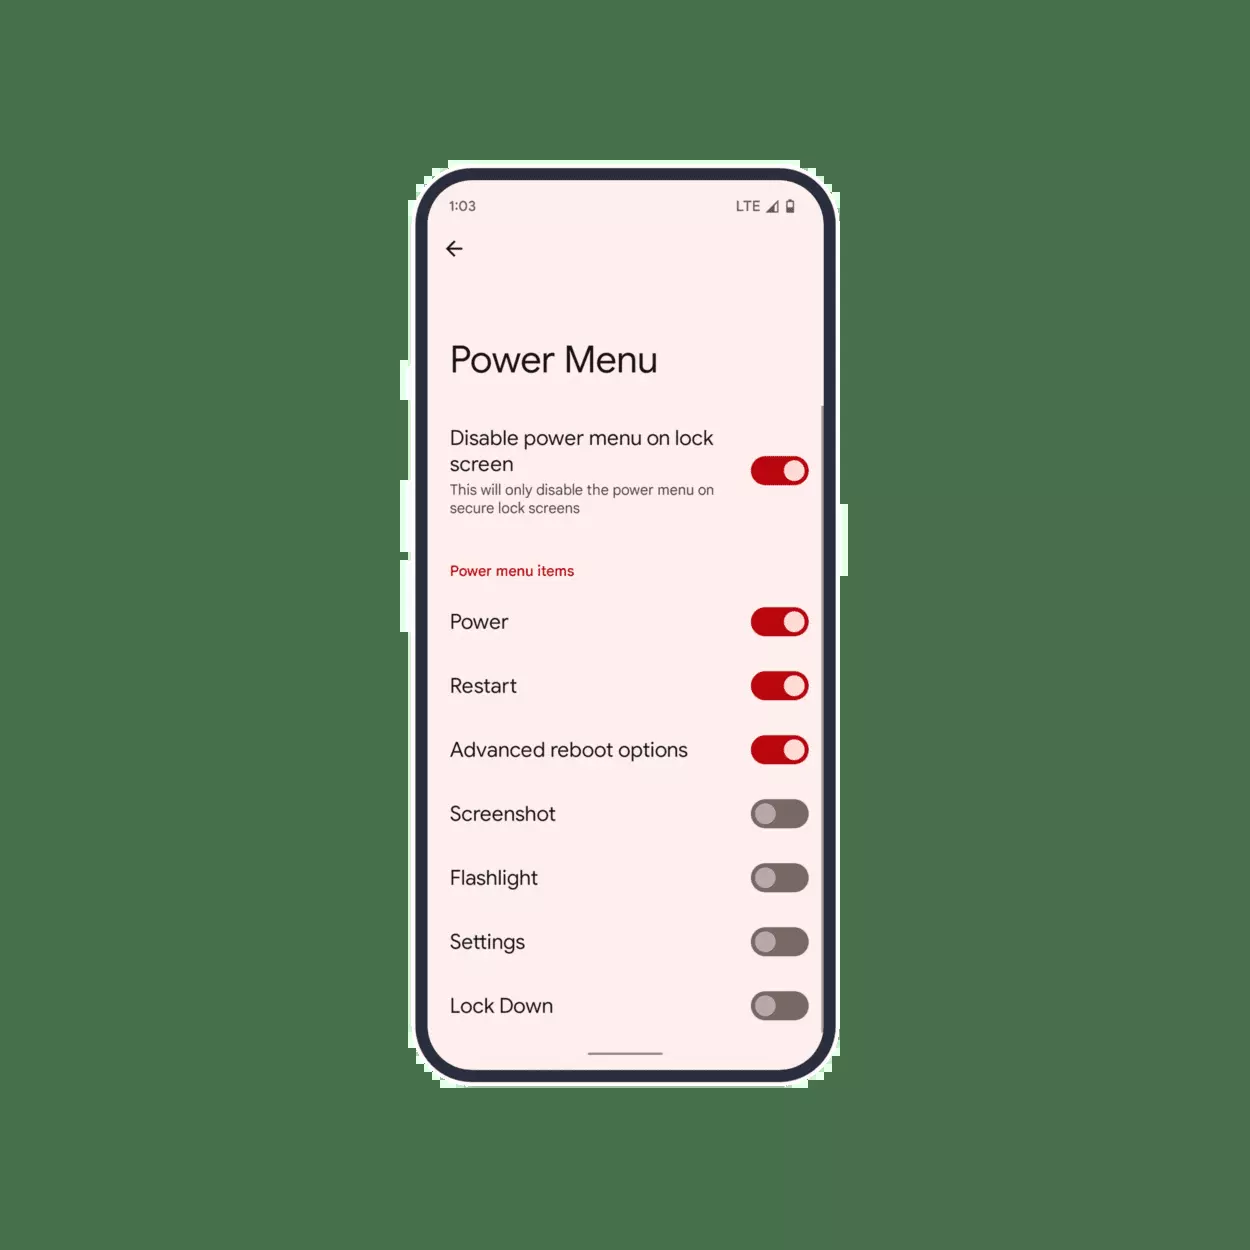 1:03
LTE
Power Menu
Disable power menu on lock
screen
This will only disable the power menu on
secure lock screens
Power menu items
Power
Restart
Advanced reboot options
Screenshot
Flashlight
Settings
Lock Down